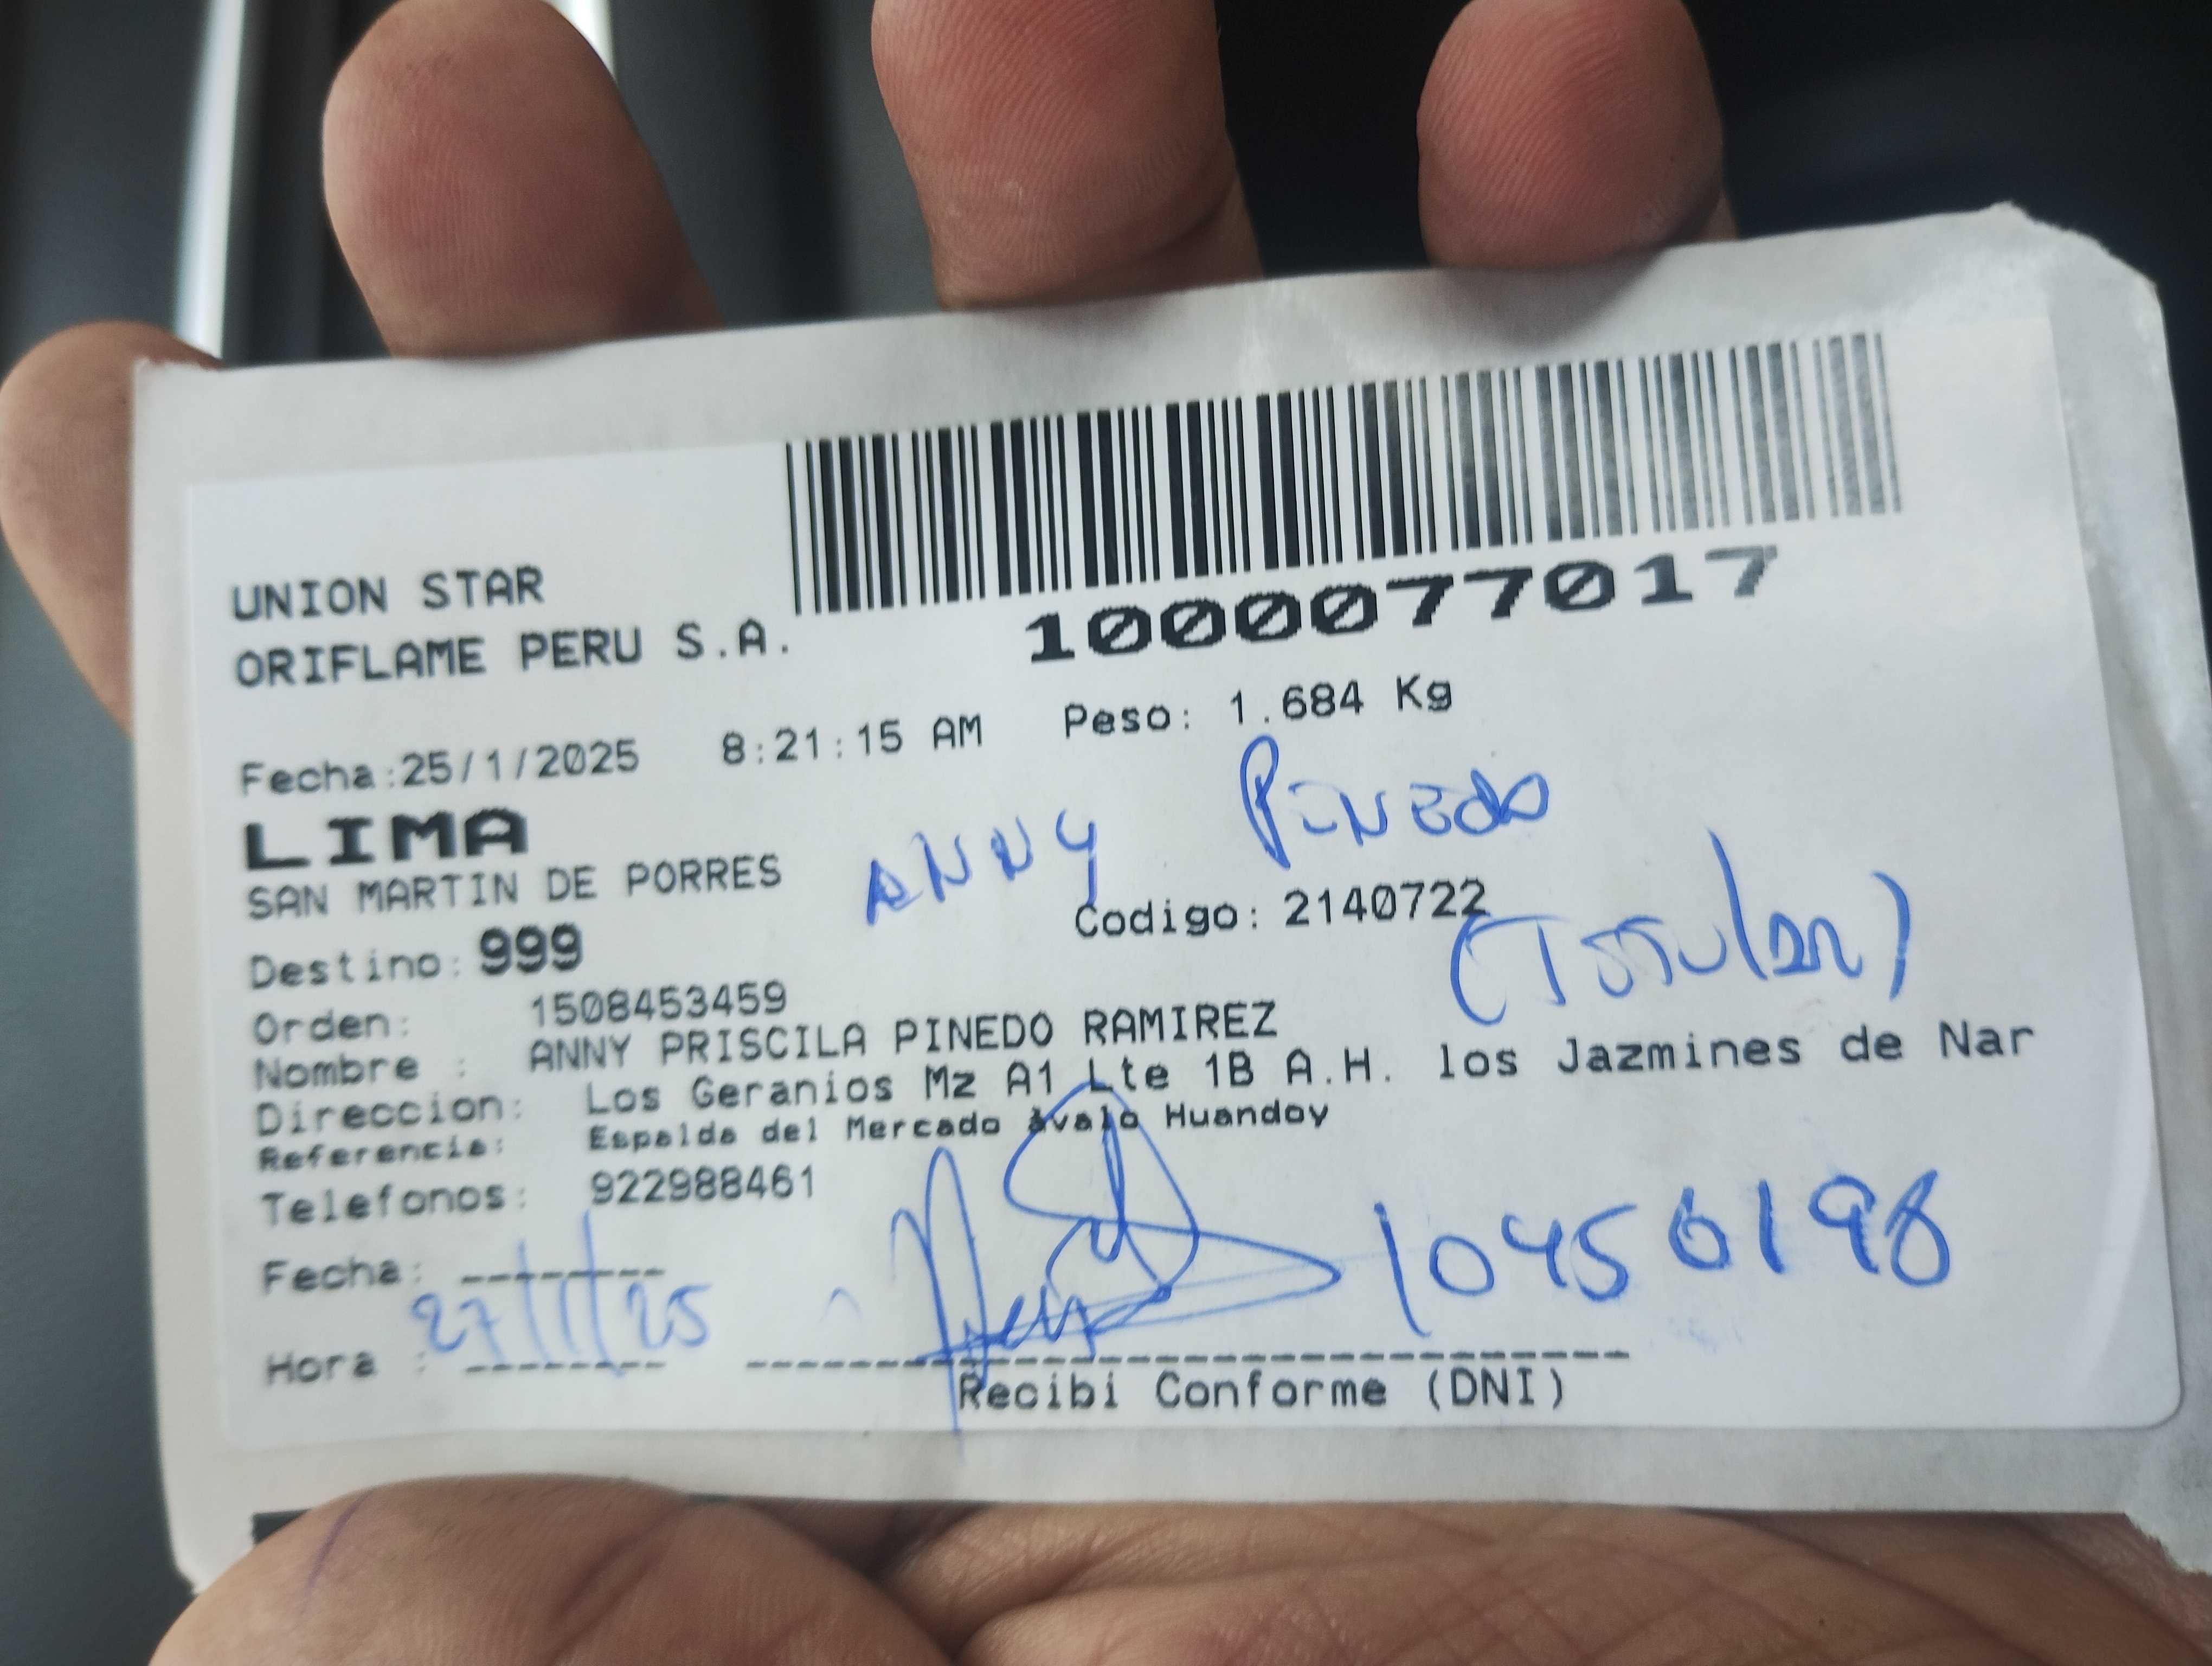 UNION STAR
ORIFLAME PERU S.A.
1000077017
Fecha:25/1/2025 8:21:15 AM Peso: 1.684 Kg
LIMA
ANNY PINEDO
SAN MARTIN DE PORRES
Codigo: 2140722
(TITULAR)
Destino: 999
Orden: 1508453459
Nombre : ANNY PRISCILA PINEDO RAMIREZ
Direccion: Los Geranios Mz A1 Lte 1B A.H. los Jazmines de Nar
Referencia: Espalda del Mercado àvalo Huandoy
Telefonos: 922988461
Fecha: 27/1/25
10450198
Hora :
Recibi Conforme (DNI)